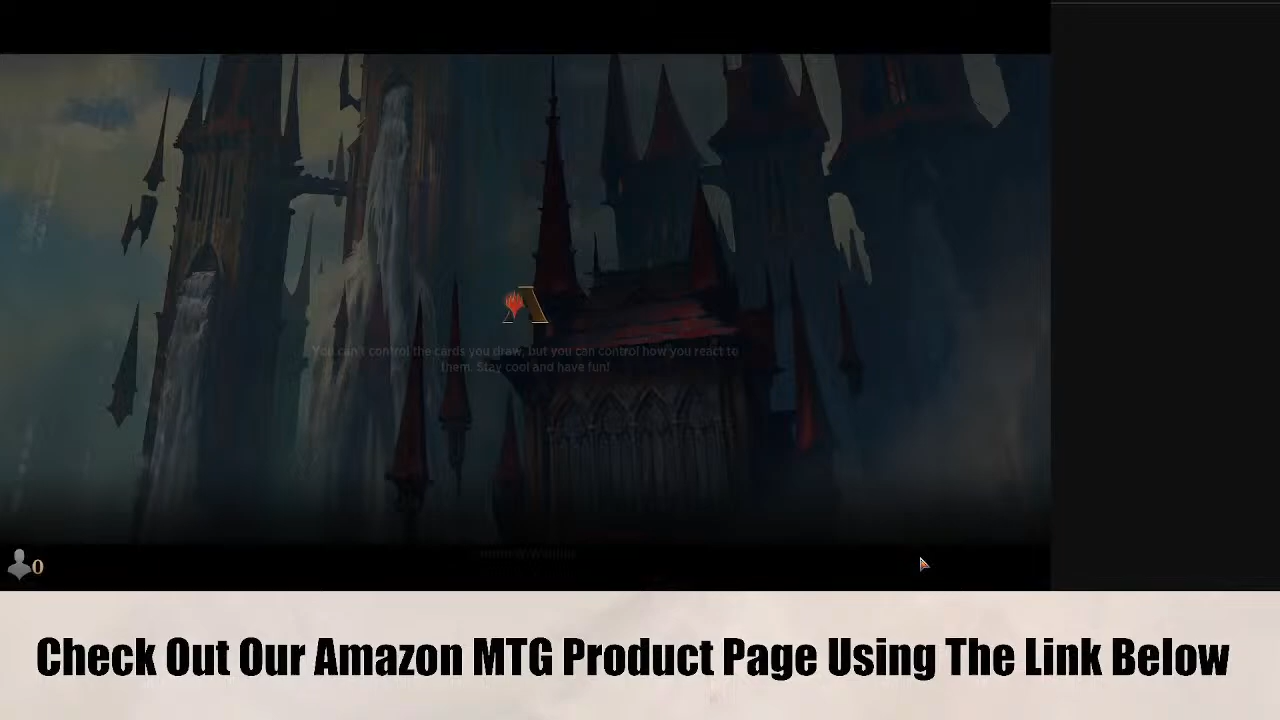 You can't control the cards you draw, but you can control how you react to
them. Stay cool and have fun!
0
Check Out Our Amazon MTG Product Page Using The Link Below